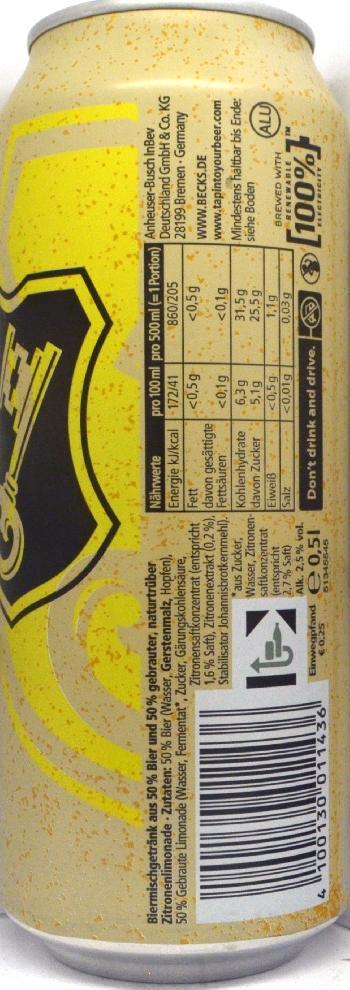 Biermischgetränk aus 50 % Bier und 50 % gebrauter, naturtrüber
Zitronenlimonade · Zutaten: 50 % Bier (Wasser, Gerstenmalz, Hopfen),
50 % Gebraute Limonade (Wasser, Fermentat*, Zucker, Gärungskohlensäure,
Zitronensaftkonzentrat (entspricht
1,6 % Saft), Zitronenextrakt (0,2 %),
Stabilisator Johannisbrotkernmehl).
*aus Zucker,
Wasser, Zitronen-
saftkonzentrat
(entspricht
2,7 % Saft)
Alk. 2,5 % vol.
℮ 0,5 l
Einwegpfand
€ 0,25
4 100130 011436
Nährwerte pro 100 ml pro 500 ml (= 1 Portion)
Energie kJ/kcal 172/41 860/205
Fett <0,5 g <0,5 g
davon gesättigte
Fettsäuren <0,1g <0,1g
Kohlenhydrate 6,3 g 31,5 g
davon Zucker 5,1 g 25,5 g
Eiweiß <0,5 g 1,1 g
Salz <0,01g 0,03 g
Don't drink and drive.
Anheuser-Busch InBev
Deutschland GmbH & Co. KG
28199 Bremen · Germany
WWW.BECKS.DE
www.tapintoyourbeer.com
Mindestens haltbar bis Ende:
siehe Boden
ALU
BREWED WITH
RENEWABLE
100%
ELECTRICITY
TM